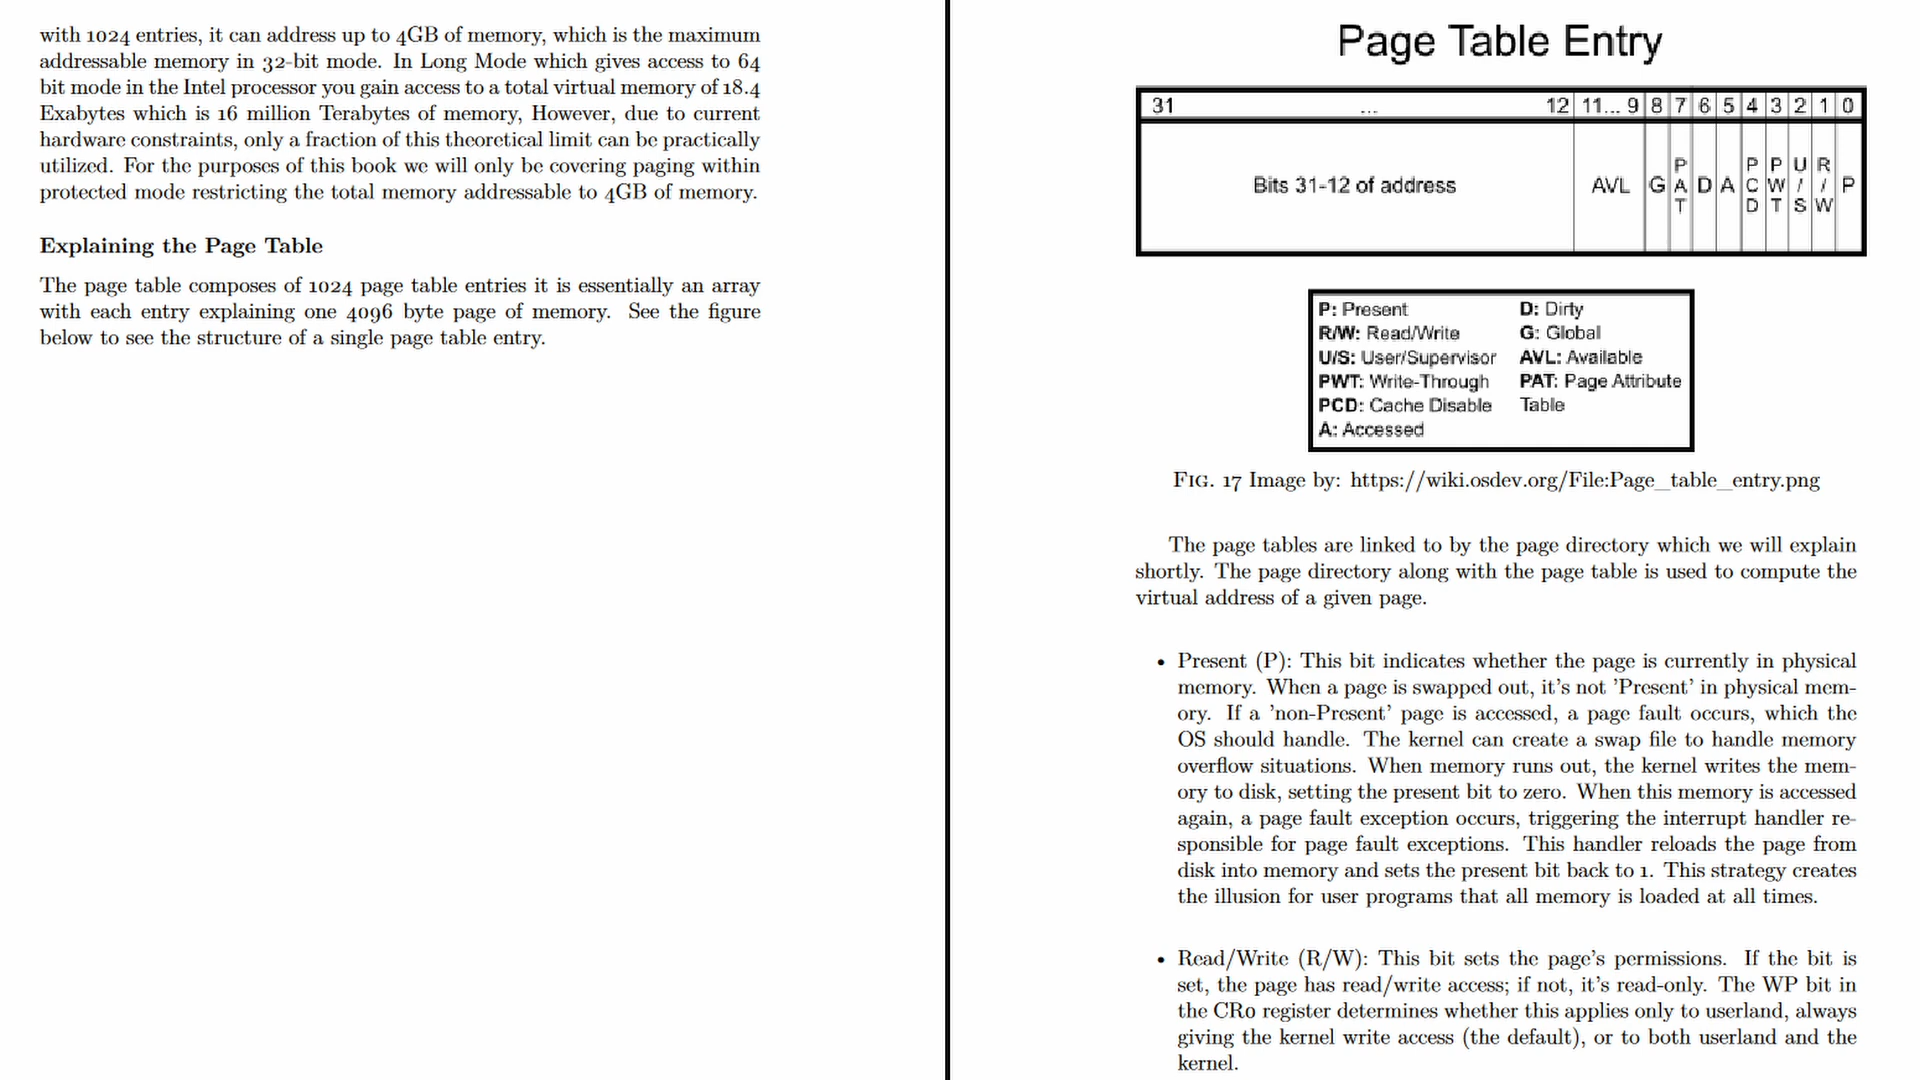 with 1024 entries, it can address up to 4GB of memory, which is the maximum
addressable memory in 32-bit mode. In Long Mode which gives access to 64
bit mode in the Intel processor you gain access to a total virtual memory of 18.4
Exabytes which is 16 million Terabytes of memory, However, due to current
hardware constraints, only a fraction of this theoretical limit can be practically
utilized. For the purposes of this book we will only be covering paging within
protected mode restricting the total memory addressable to 4GB of memory.
Explaining the Page Table
The page table composes of 1024 page table entries it is essentially an array
with each entry explaining one 4096 byte page of memory. See the figure
below to see the structure of a single page table entry.
Page Table Entry
31 ... 12 11... 9 8 7 6 5 4 3 2 1 0
Bits 31-12 of address AVL G PAT D A PCD PWT U/S R/W P
P: Present
R/W: Read/Write
U/S: User/Supervisor
PWT: Write-Through
PCD: Cache Disable
A: Accessed
D: Dirty
G: Global
AVL: Available
PAT: Page Attribute
Table
Fig. 17 Image by: https://wiki.osdev.org/File:Page_table_entry.png
The page tables are linked to by the page directory which we will explain
shortly. The page directory along with the page table is used to compute the
virtual address of a given page.
• Present (P): This bit indicates whether the page is currently in physical
memory. When a page is swapped out, it's not 'Present' in physical mem-
ory. If a 'non-Present' page is accessed, a page fault occurs, which the
OS should handle. The kernel can create a swap file to handle memory
overflow situations. When memory runs out, the kernel writes the mem-
ory to disk, setting the present bit to zero. When this memory is accessed
again, a page fault exception occurs, triggering the interrupt handler re-
sponsible for page fault exceptions. This handler reloads the page from
disk into memory and sets the present bit back to 1. This strategy creates
the illusion for user programs that all memory is loaded at all times.
• Read/Write (R/W): This bit sets the page's permissions. If the bit is
set, the page has read/write access; if not, it's read-only. The WP bit in
the CR0 register determines whether this applies only to userland, always
giving the kernel write access (the default), or to both userland and the
kernel.